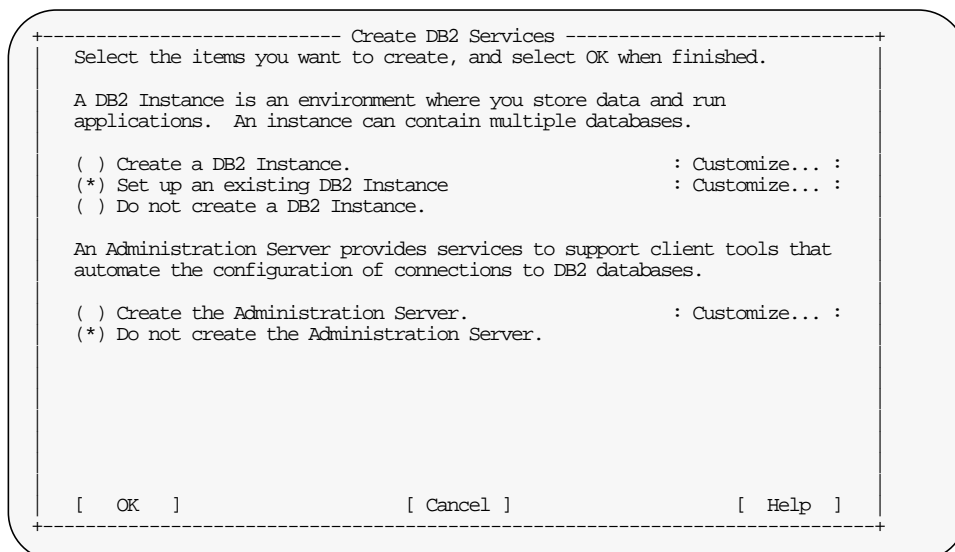 +---------------------------- Create DB2 Services -----------------------------+
Select the items you want to create, and select OK when finished.
A DB2 Instance is an environment where you store data and run
applications. An instance can contain multiple databases.
( ) Create a DB2 Instance. : Customize... :
(*) Set up an existing DB2 Instance : Customize... :
( ) Do not create a DB2 Instance.
An Administration Server provides services to support client tools that
automate the configuration of connections to DB2 databases.
( ) Create the Administration Server. : Customize... :
(*) Do not create the Administration Server.
[ OK ] [ Cancel ] [ Help ]
+------------------------------------------------------------------------------+